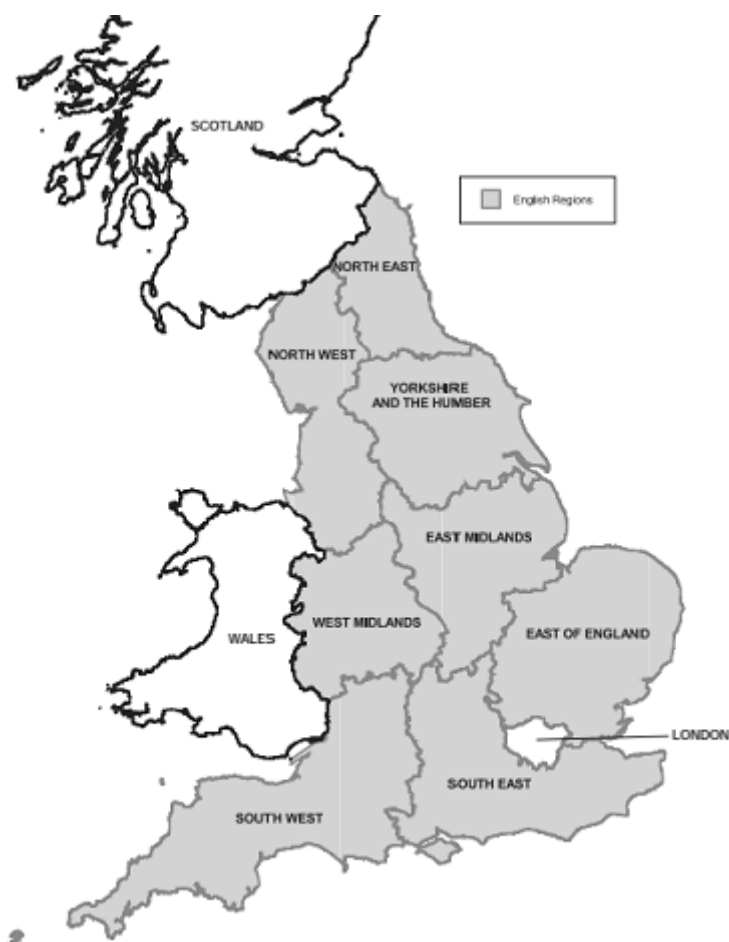 SCOTLAND
English Regions
NORTH EAST
NORTH WEST
YORKSHIRE
AND THE HUMBER
EAST MIDLANDS
WEST MIDLANDS
EAST OF ENGLAND
WALES
LONDON
SOUTH EAST
SOUTH WEST